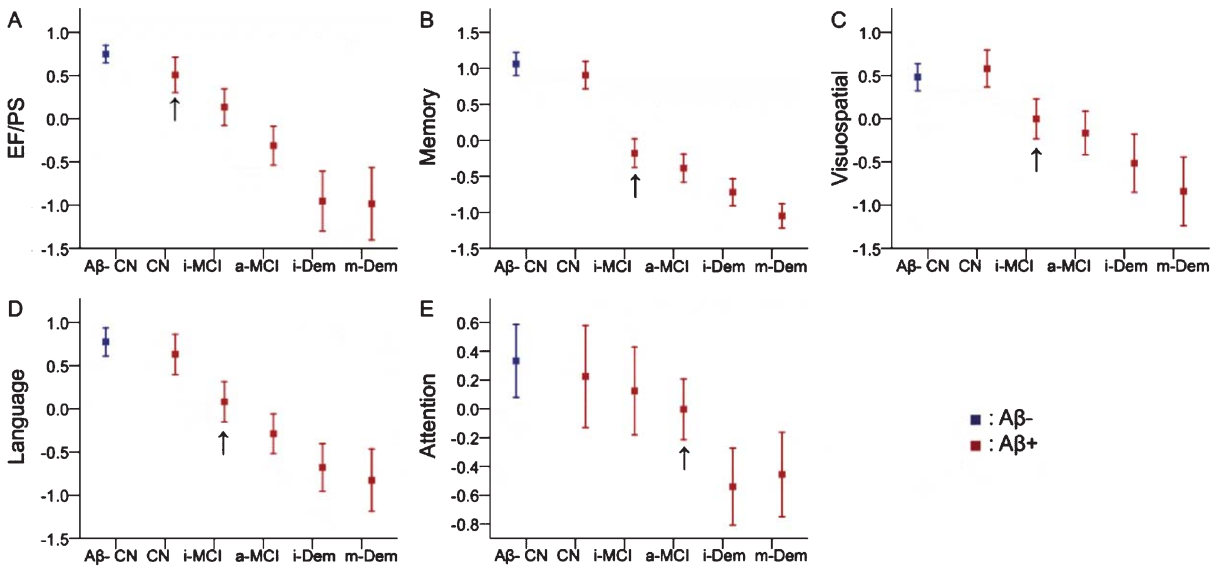 A
EF/PS
1.0
0.5
0.0
-0.5
-1.0
-1.5
Aβ- CN CN i-MCI a-MCI i-Dem m-Dem
B
Memory
1.5
1.0
0.5
0.0
-0.5
-1.0
-1.5
Aβ- CN CN i-MCI a-MCI i-Dem m-Dem
C
Visuospatial
1.0
0.5
0.0
-0.5
-1.0
-1.5
Aβ- CN CN i-MCI a-MCI i-Dem m-Dem
D
Language
1.0
0.5
0.0
-0.5
-1.0
-1.5
Aβ- CN CN i-MCI a-MCI i-Dem m-Dem
E
Attention
0.6
0.4
0.2
0.0
-0.2
-0.4
-0.6
-0.8
Aβ- CN CN i-MCI a-MCI i-Dem m-Dem
: Aβ-
: Aβ+